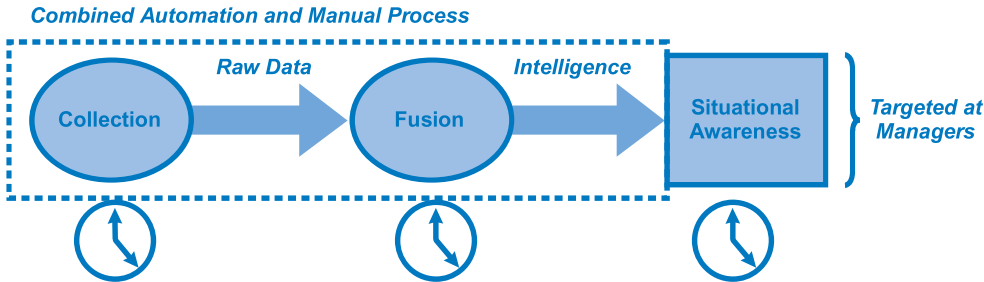 Combined Automation and Manual Process
Raw Data
Intelligence
Collection
Fusion
Situational
Awareness
Targeted at
Managers